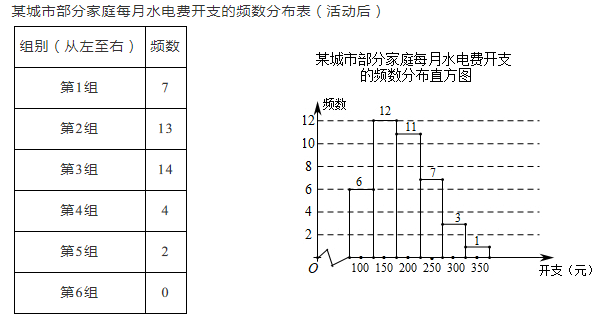 某城市部分家庭每月水电费开支的频数分布表（活动后）
组别（从左至右） 频数
第1组 7
第2组 13
第3组 14
第4组 4
第5组 2
第6组 0
某城市部分家庭每月水电费开支
的频数分布直方图
频数
12
10
8
6
4
2
6
12
11
7
3
1
O 100 150 200 250 300 350 开支（元）